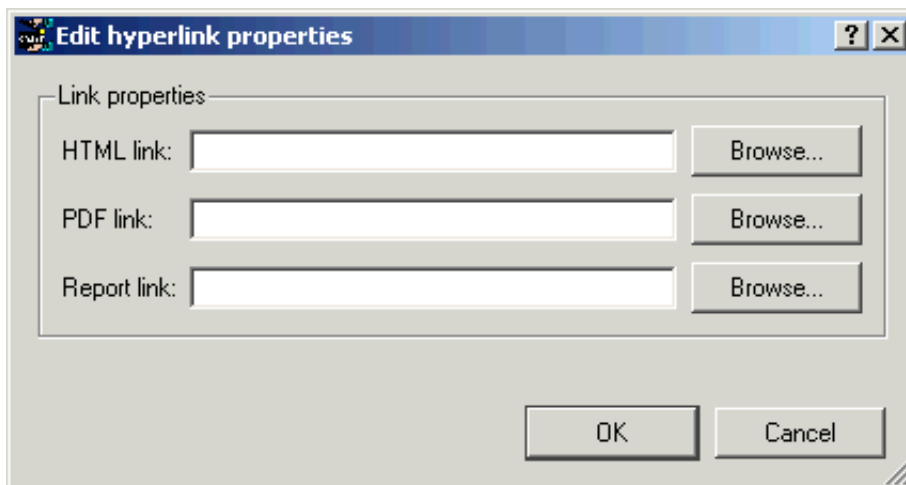 Edit hyperlink properties
Link properties
HTML link: Browse...
PDF link: Browse...
Report link: Browse...
OK Cancel